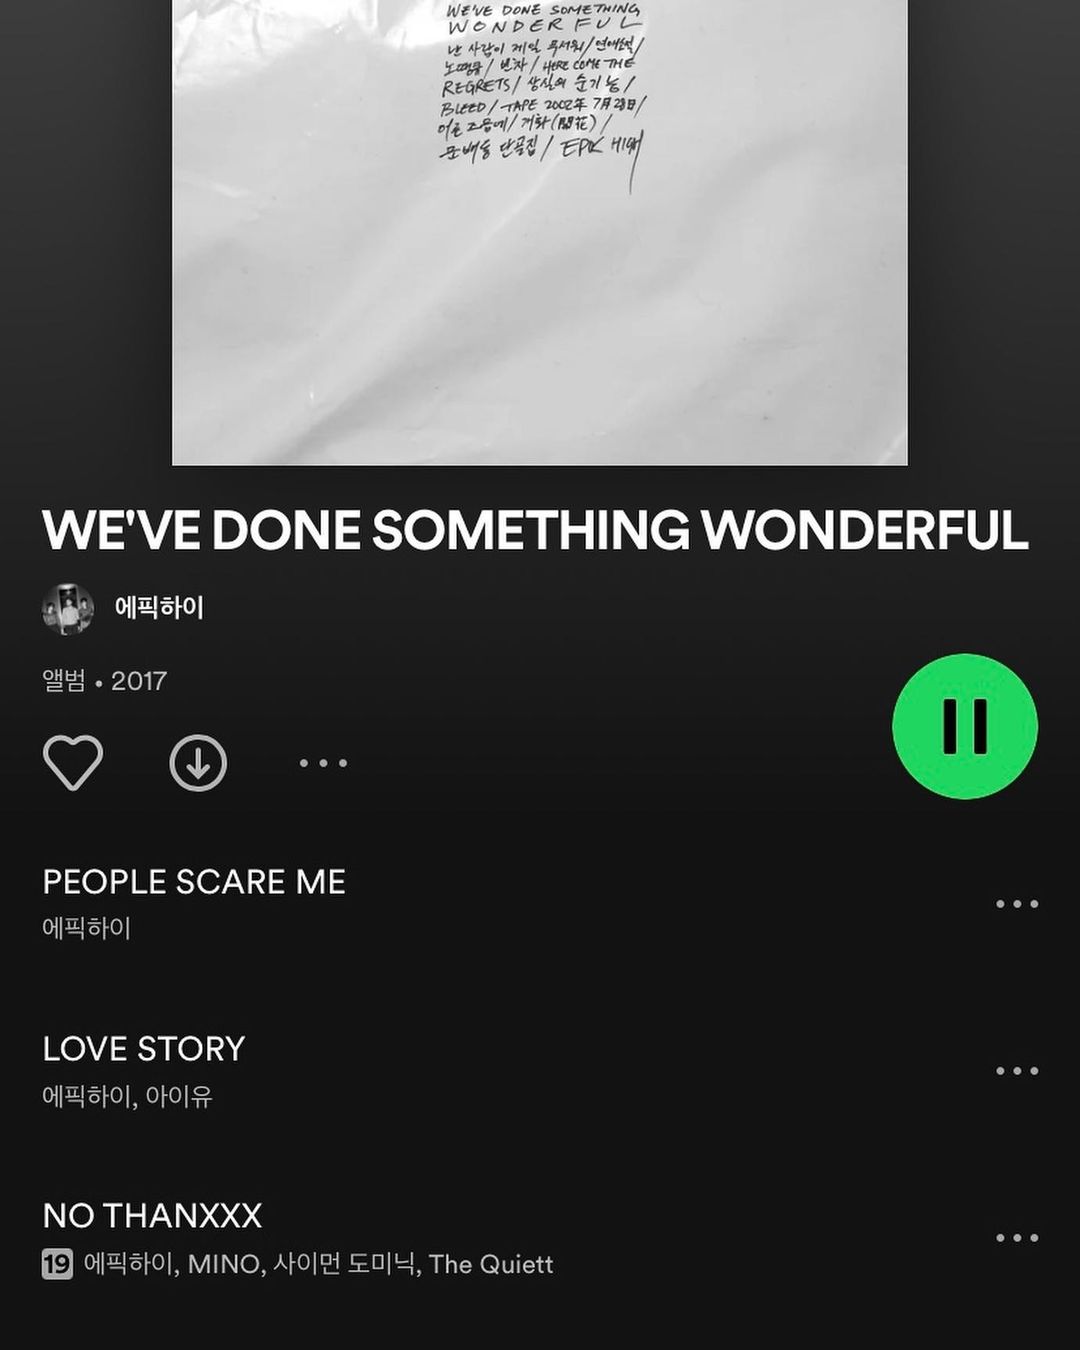 WE'VE DONE SOMETHING
WONDERFUL
난 사람이 제일 무서워/연애소설/
노땡큐/빈차/HERE COME THE
REGRETS/상실의 순기능/
BLEED/TAPE 2002年 7月 28日/
어른 즈음에/개화(開花)/
문배동 단골집/EPIK HIGH
WE'VE DONE SOMETHING WONDERFUL
에픽하이
앨범 • 2017
PEOPLE SCARE ME
에픽하이
LOVE STORY
에픽하이, 아이유
NO THANXXX
19 에픽하이, MINO, 사이먼 도미닉, The Quiett